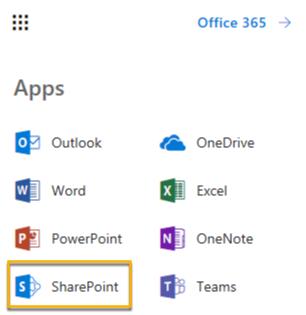 Office 365 →
Apps
Outlook
OneDrive
Word
Excel
PowerPoint
OneNote
SharePoint
Teams